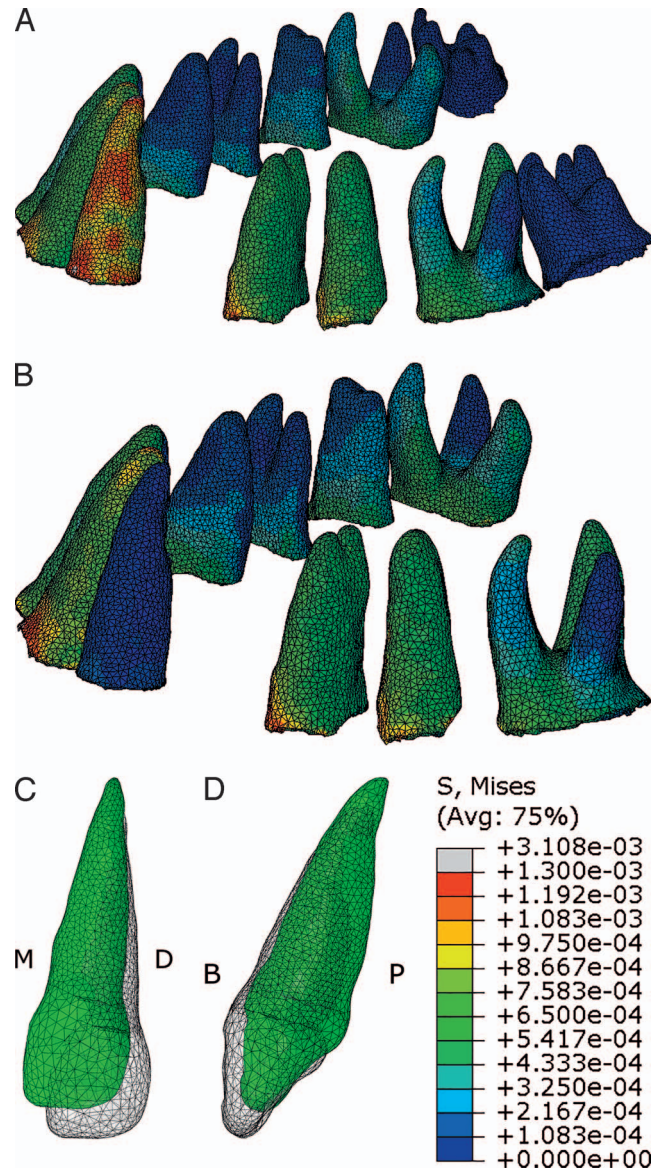 A
B
C
D
M
D
B
P
S, Mises
(Avg: 75%)
+3.108e-03
+1.300e-03
+1.192e-03
+1.083e-03
+9.750e-04
+8.667e-04
+7.583e-04
+6.500e-04
+5.417e-04
+4.333e-04
+3.250e-04
+2.167e-04
+1.083e-04
+0.000e+00